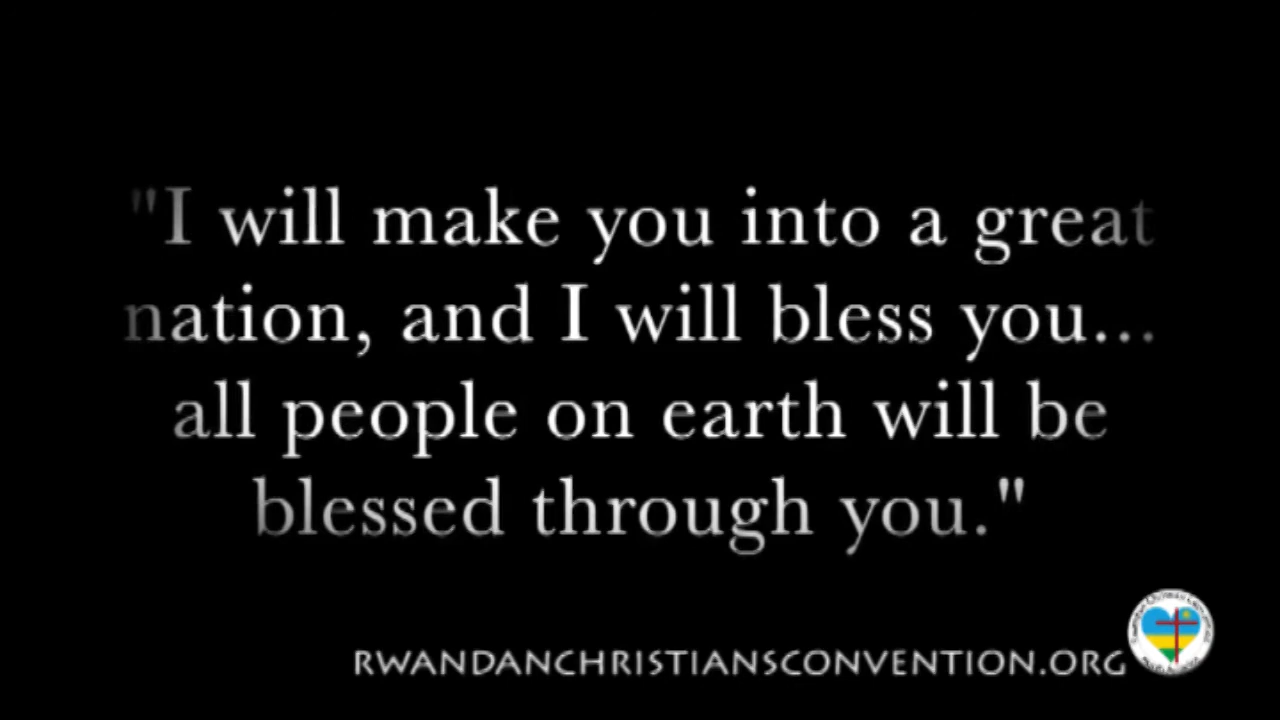 "I will make you into a great
nation, and I will bless you...
all people on earth will be
blessed through you."
RWANDANCHRISTIANSCONVENTION.ORG